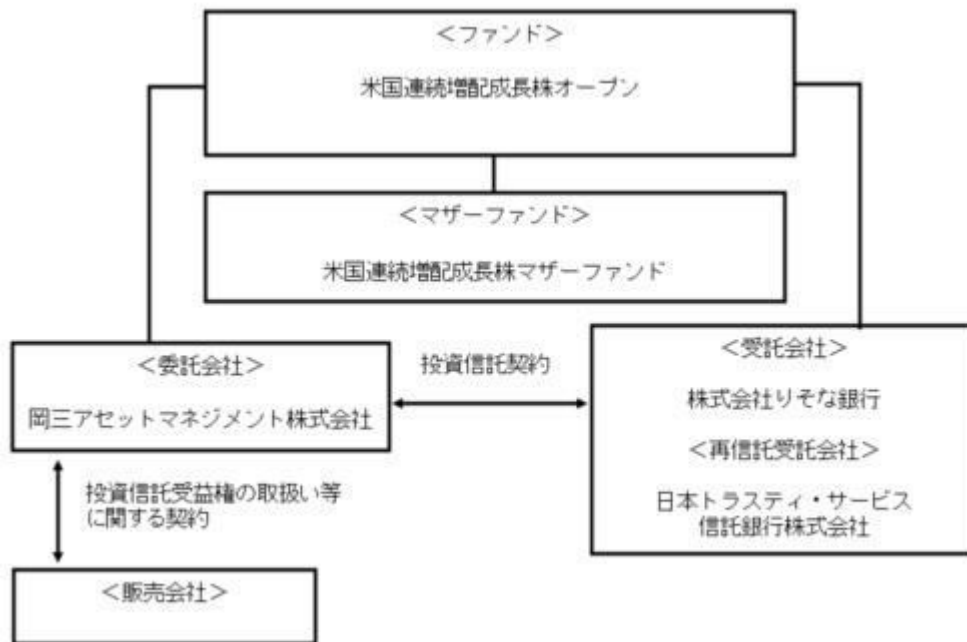 ＜ファンド＞
米国連続増配成長株オープン
＜マザーファンド＞
米国連続増配成長株マザーファンド
＜委託会社＞
岡三アセットマネジメント株式会社
投資信託契約
＜受託会社＞
株式会社りそな銀行
＜再信託受託会社＞
日本トラスティ・サービス
信託銀行株式会社
投資信託受益権の取扱い等
に関する契約
＜販売会社＞